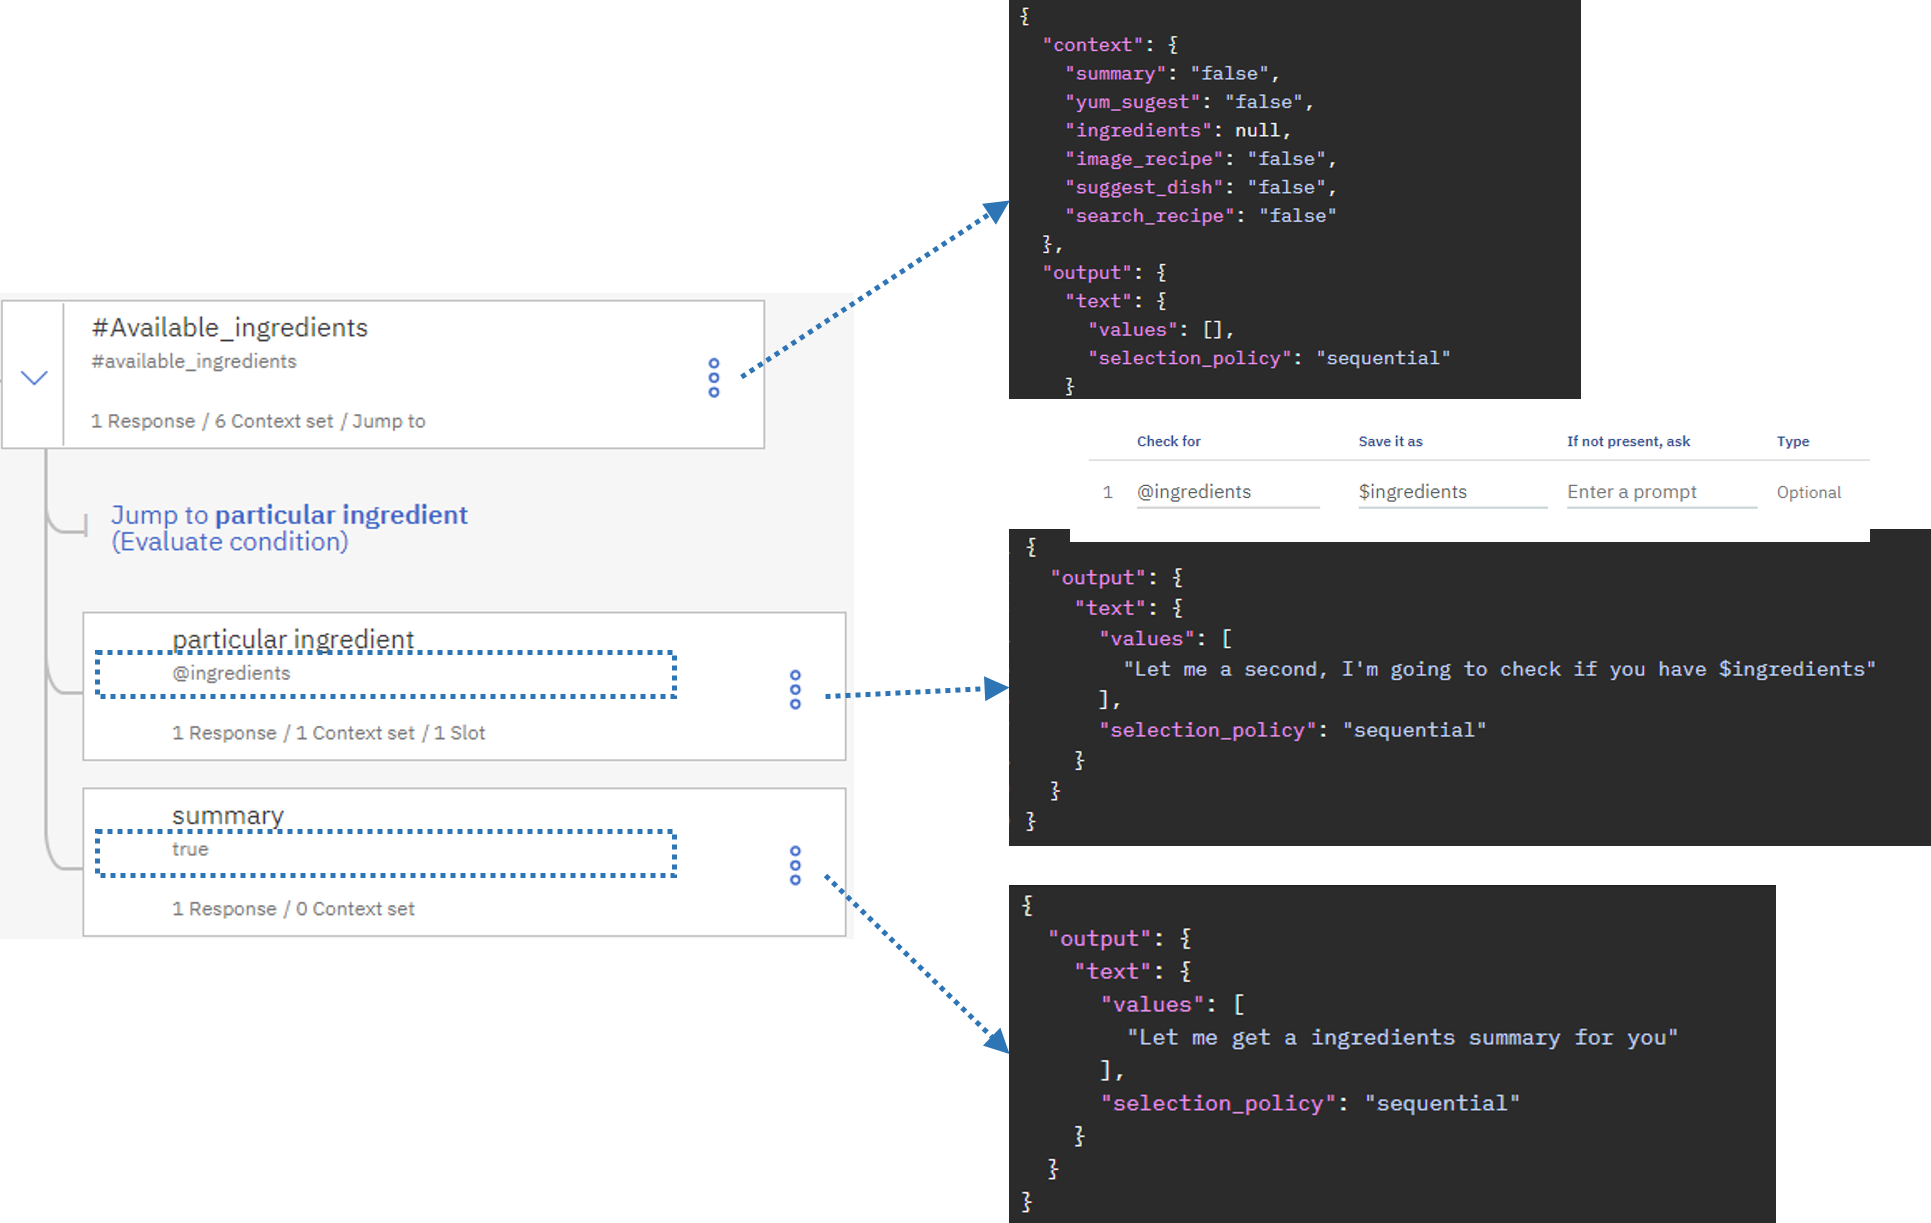 #Available_ingredients
#available_ingredients
1 Response / 6 Context set / Jump to
Jump to particular ingredient
(Evaluate condition)
particular ingredient
@ingredients
1 Response / 1 Context set / 1 Slot
summary
true
1 Response / 0 Context set
{
"context": {
"summary": "false",
"yum_sugest": "false",
"ingredients": null,
"image_recipe": "false",
"suggest_dish": "false",
"search_recipe": "false"
},
"output": {
"text": {
"values": [],
"selection_policy": "sequential"
}
Check for Save it as If not present, ask Type
1 @ingredients $ingredients Enter a prompt Optional
{
"output": {
"text": {
"values": [
"Let me a second, I'm going to check if you have $ingredients"
],
"selection_policy": "sequential"
}
}
}
{
"output": {
"text": {
"values": [
"Let me get a ingredients summary for you"
],
"selection_policy": "sequential"
}
}
}